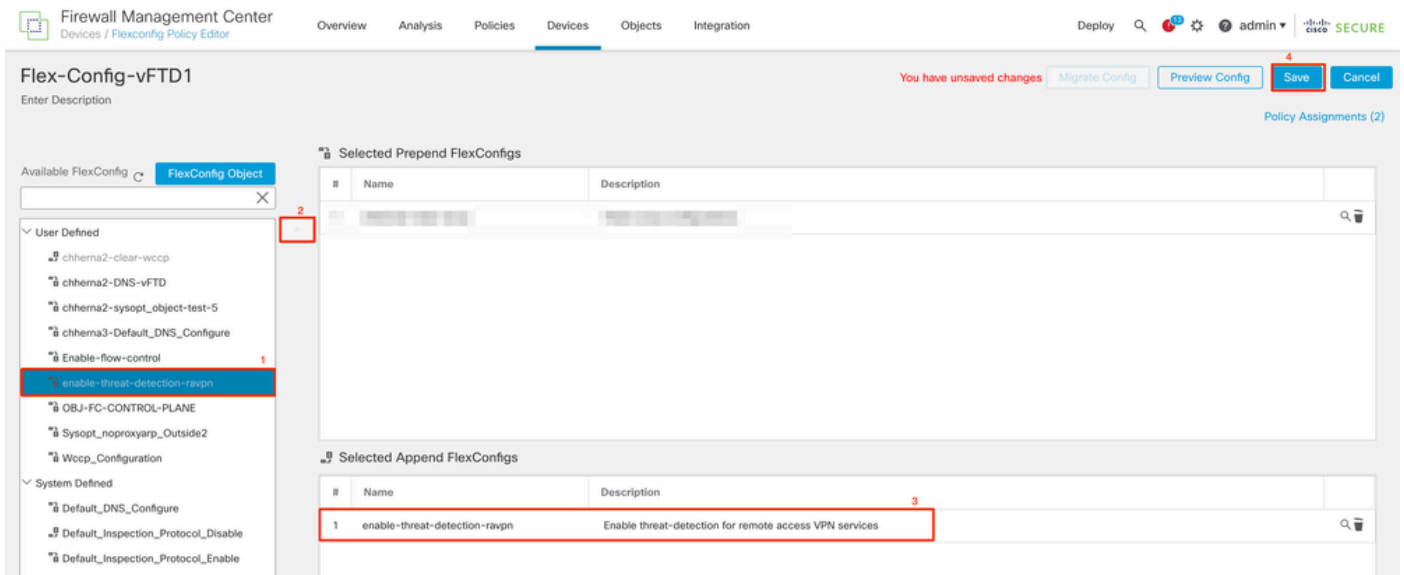 Firewall Management Center
Devices / Flexconfig Policy Editor
Overview Analysis Policies Devices Objects Integration
Deploy 13 admin cisco SECURE
4
Flex-Config-vFTD1
You have unsaved changes Migrate Config Preview Config Save Cancel
Enter Description
Policy Assignments (2)
Selected Prepend FlexConfigs
Available FlexConfig FlexConfig Object
# Name Description
2
User Defined
chherna2-clear-wccp
chherna2-DNS-vFTD
chherna2-sysopt_object-test-5
chherna3-Default_DNS_Configure
Enable-flow-control
1
enable-threat-detection-ravpn
OBJ-FC-CONTROL-PLANE
Sysopt_noproxyarp_Outside2
Wccp_Configuration
System Defined
Default_DNS_Configure
Default_Inspection_Protocol_Disable
Default_Inspection_Protocol_Enable
Selected Append FlexConfigs
# Name Description
3
1 enable-threat-detection-ravpn Enable threat-detection for remote access VPN services